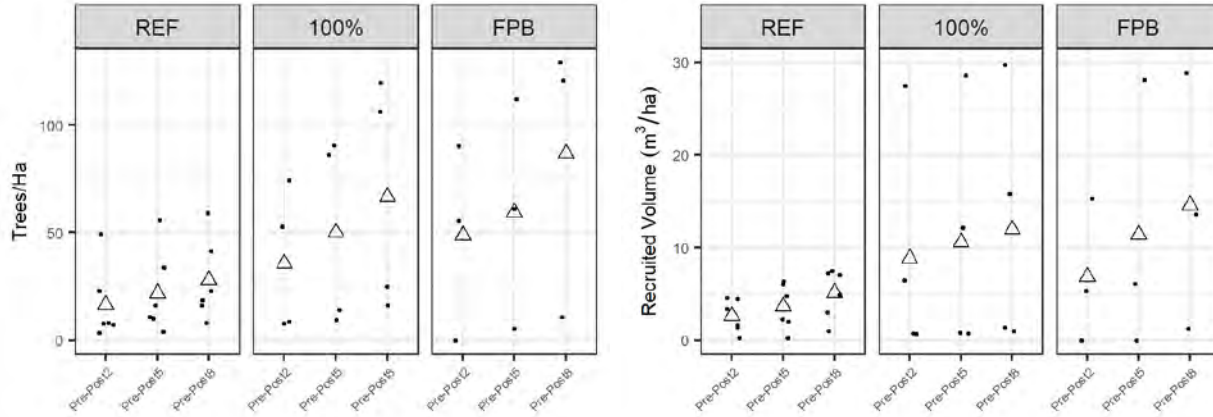 REF 100% FPB
Trees/Ha
100
50
0
Pre-Post2 Pre-Post5 Pre-Post8 Pre-Post2 Pre-Post5 Pre-Post8 Pre-Post2 Pre-Post5 Pre-Post8
REF 100% FPB
Recruited Volume (m³/ha)
30
20
10
0
Pre-Post2 Pre-Post5 Pre-Post8 Pre-Post2 Pre-Post5 Pre-Post8 Pre-Post2 Pre-Post5 Pre-Post8